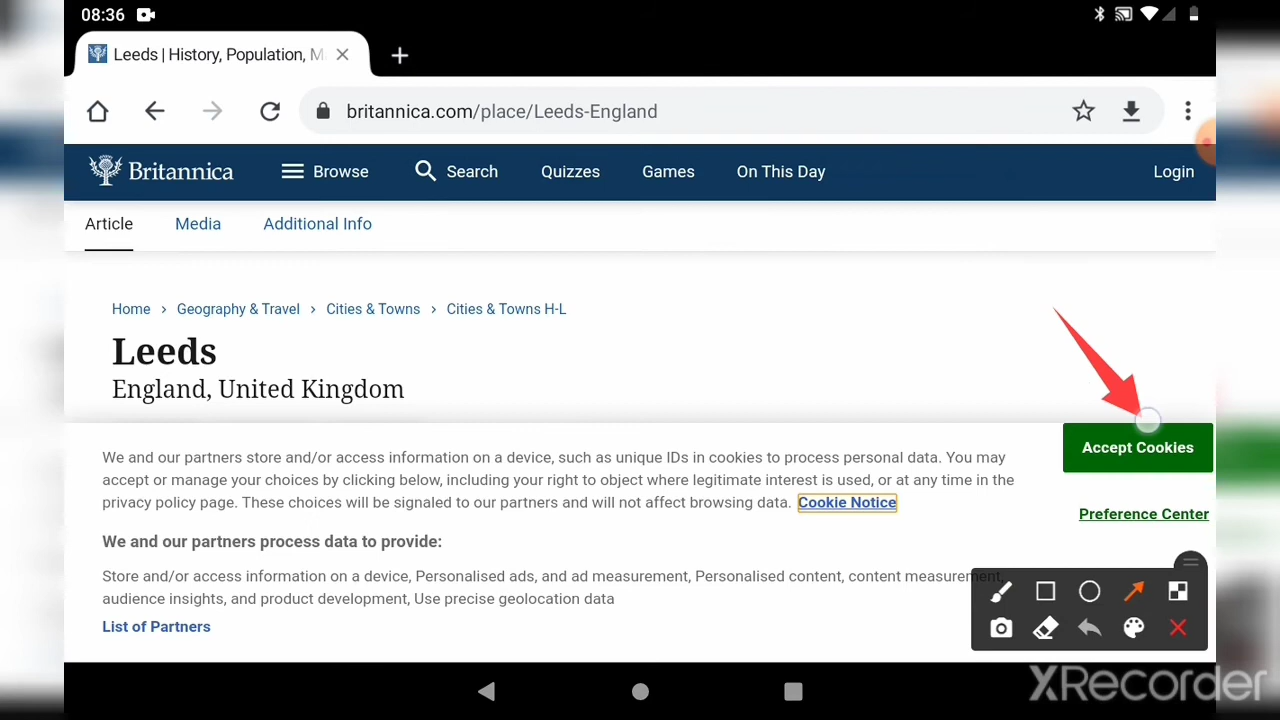 08:36
Leeds | History, Population, M
britannica.com/place/Leeds-England
Britannica
Browse
Search
Quizzes
Games
On This Day
Login
Article
Media
Additional Info
Home > Geography & Travel > Cities & Towns > Cities & Towns H-L
Leeds
England, United Kingdom
We and our partners store and/or access information on a device, such as unique IDs in cookies to process personal data. You may
accept or manage your choices by clicking below, including your right to object where legitimate interest is used, or at any time in the
privacy policy page. These choices will be signaled to our partners and will not affect browsing data. Cookie Notice
Accept Cookies
Preference Center
We and our partners process data to provide:
Store and/or access information on a device, Personalised ads, and ad measurement, Personalised content, content measurement,
audience insights, and product development, Use precise geolocation data
List of Partners
XRecorder